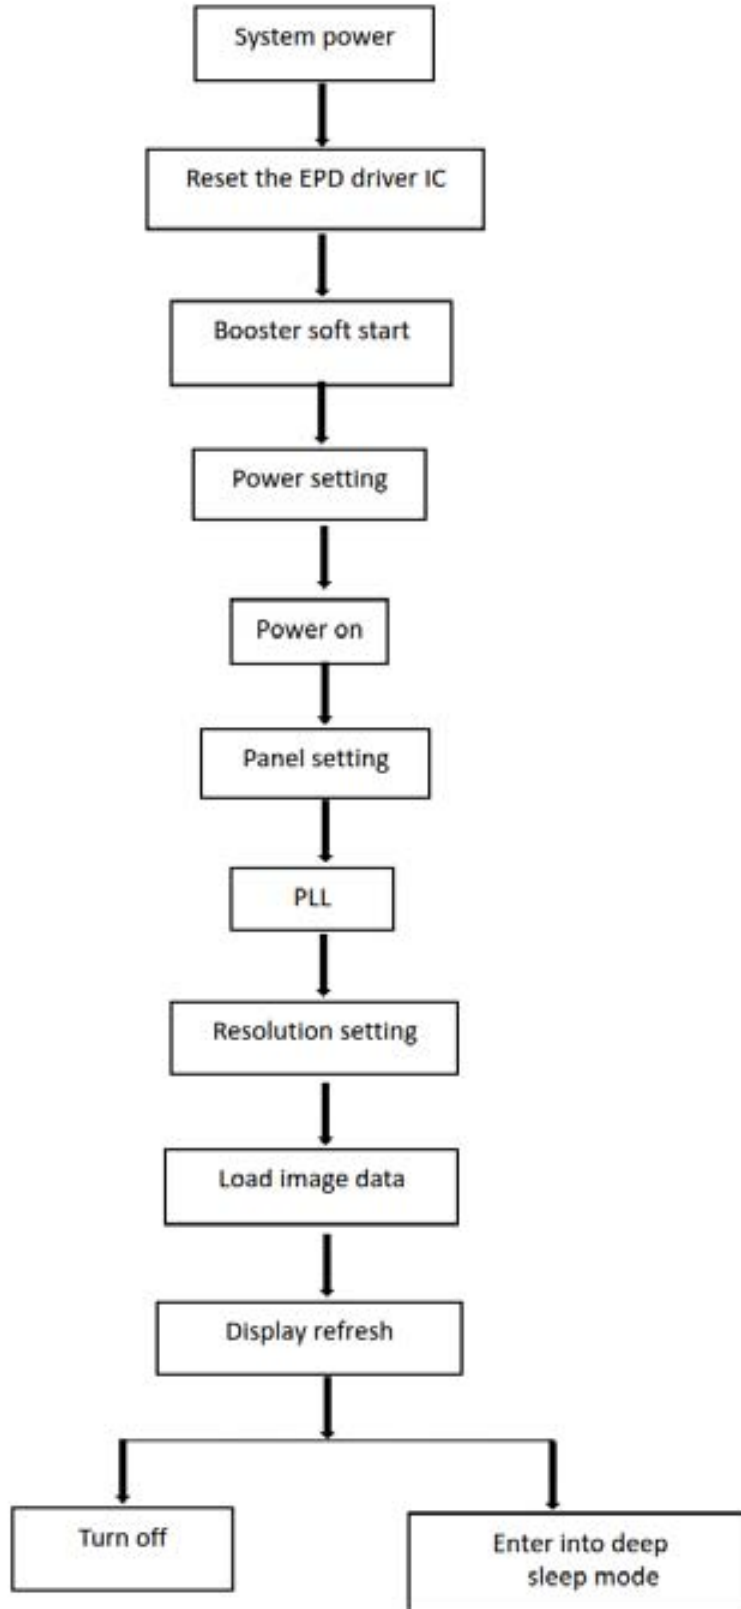 System power
Reset the EPD driver IC
Booster soft start
Power setting
Power on
Panel setting
PLL
Resolution setting
Load image data
Display refresh
Turn off
Enter into deep
sleep mode